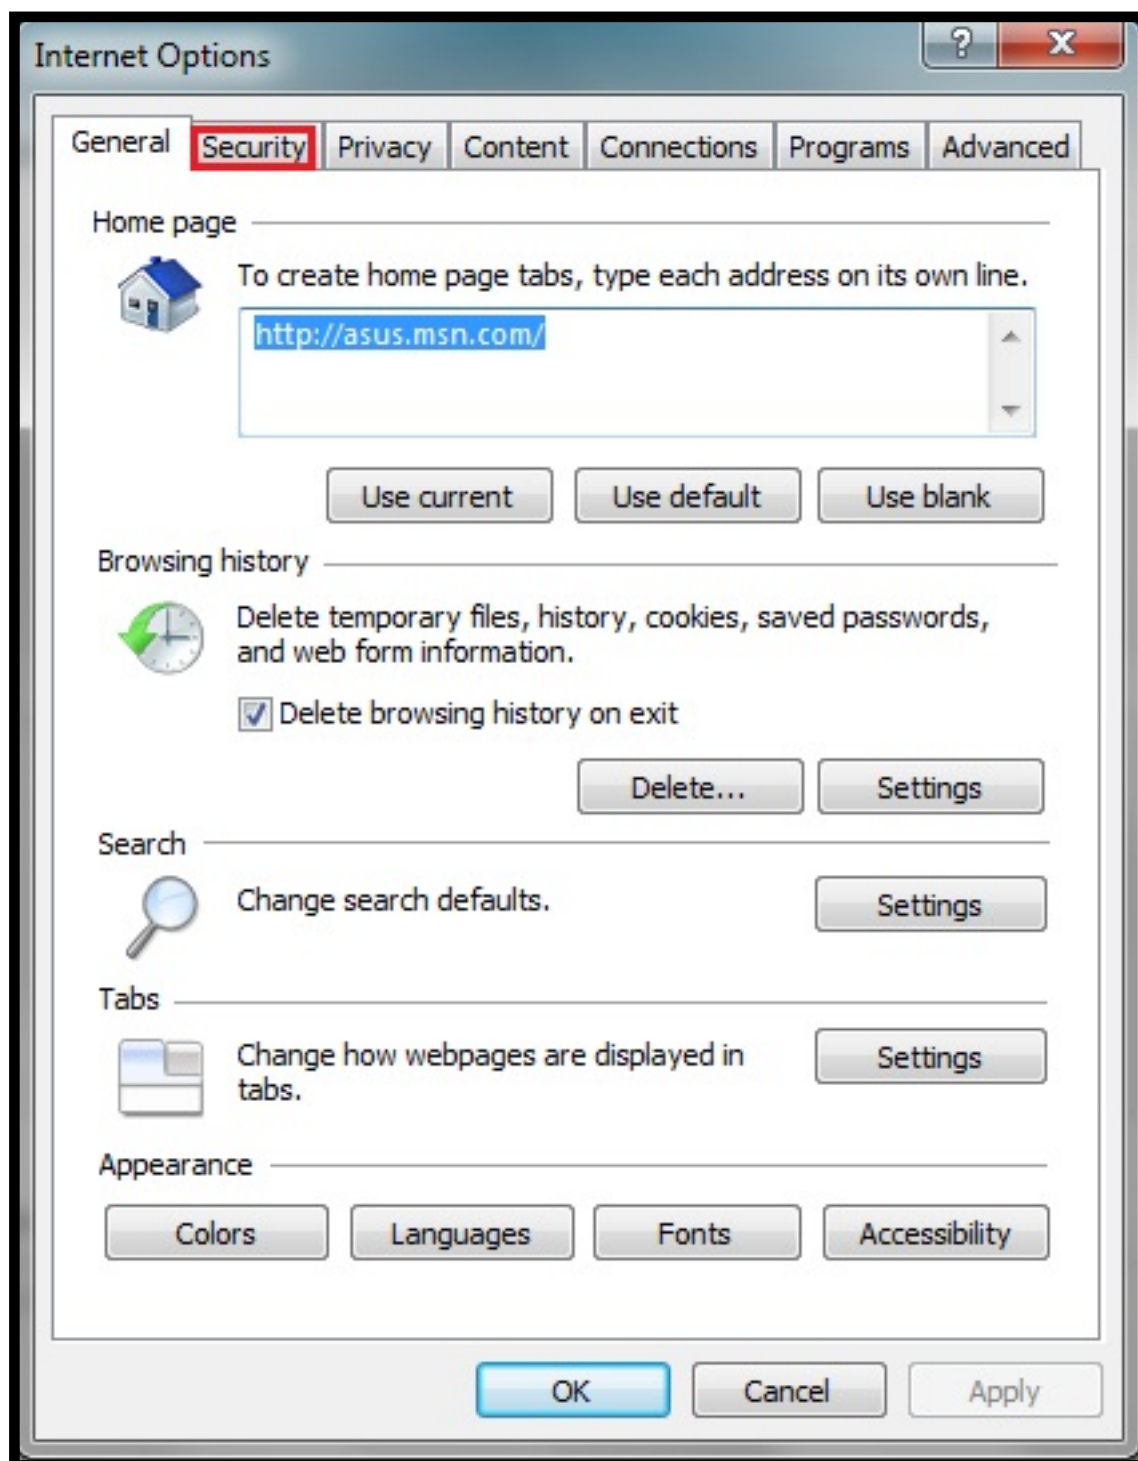 Internet Options
General Security Privacy Content Connections Programs Advanced
Home page
To create home page tabs, type each address on its own line.
http://asus.msn.com/
Use current Use default Use blank
Browsing history
Delete temporary files, history, cookies, saved passwords,
and web form information.
Delete browsing history on exit
Delete... Settings
Search
Change search defaults. Settings
Tabs
Change how webpages are displayed in Settings
tabs.
Appearance
Colors Languages Fonts Accessibility
OK Cancel Apply